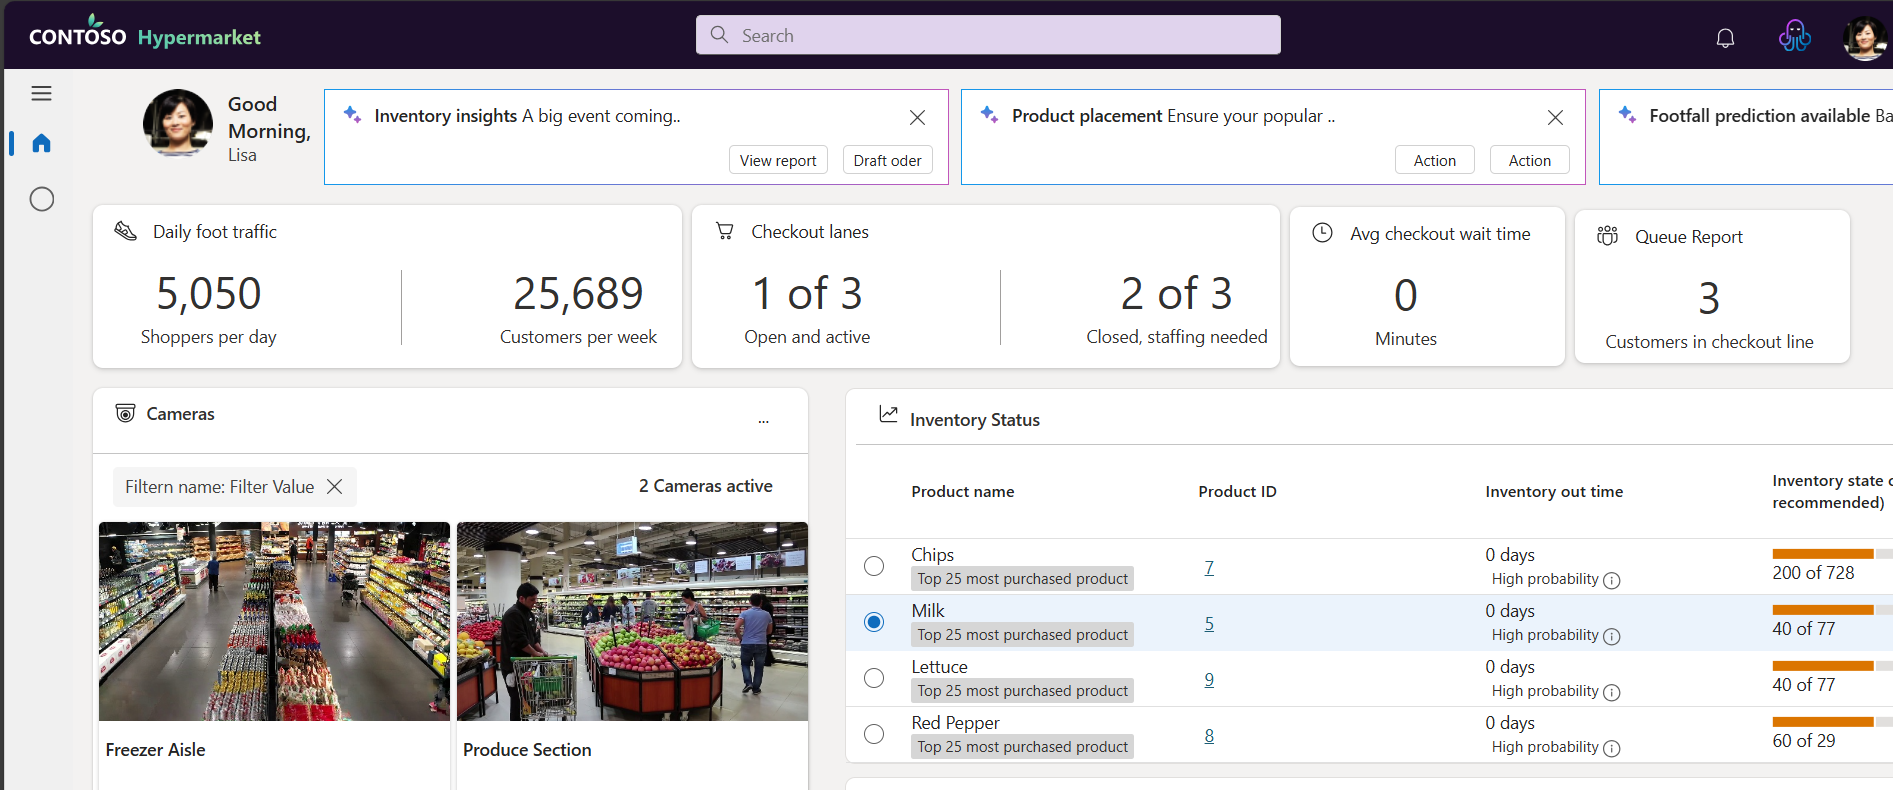 CONTOSO Hypermarket
Search
Good
Morning,
Lisa
Inventory insights A big event coming..
View report
Draft oder
Product placement Ensure your popular ..
Action
Action
Footfall prediction available Ba
Daily foot traffic
5,050
Shoppers per day
25,689
Customers per week
Checkout lanes
1 of 3
Open and active
2 of 3
Closed, staffing needed
Avg checkout wait time
0
Minutes
Queue Report
3
Customers in checkout line
Cameras
...
Filtern name: Filter Value
2 Cameras active
Freezer Aisle
Produce Section
Inventory Status
Product name
Product ID
Inventory out time
Inventory state
recommended)
Chips
Top 25 most purchased product
7
0 days
High probability
200 of 728
Milk
Top 25 most purchased product
5
0 days
High probability
40 of 77
Lettuce
Top 25 most purchased product
9
0 days
High probability
40 of 77
Red Pepper
Top 25 most purchased product
8
0 days
High probability
60 of 29